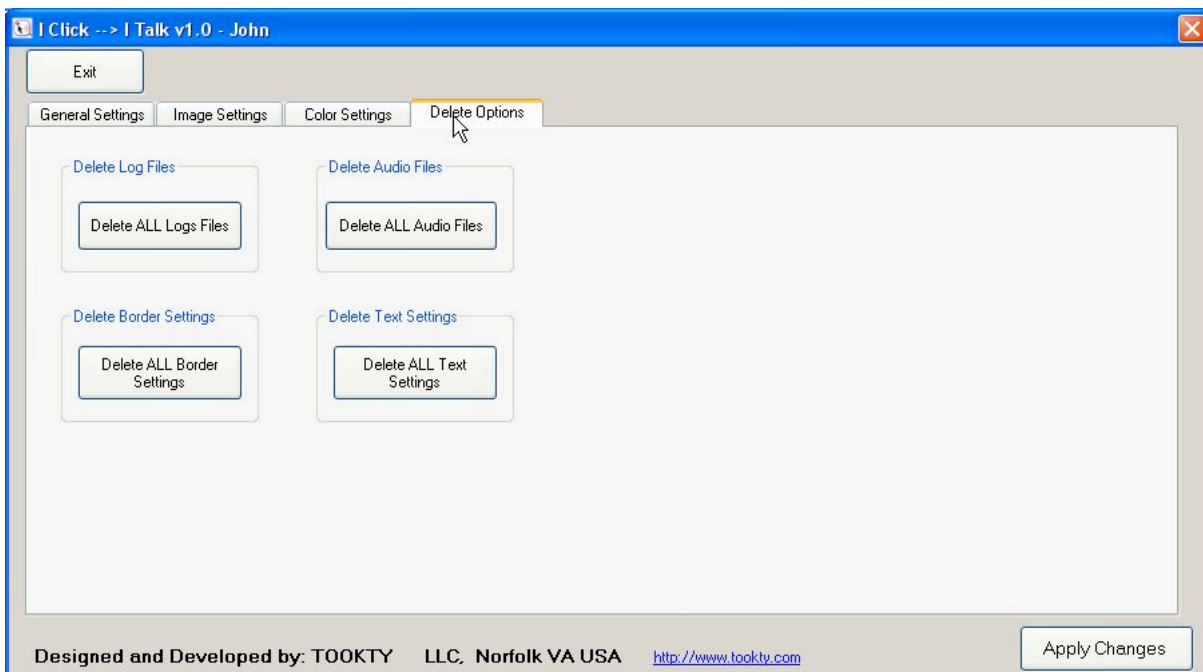 I Click --> I Talk v1.0 - John
Exit
General Settings Image Settings Color Settings Delete Options
Delete Log Files Delete Audio Files
Delete ALL Logs Files Delete ALL Audio Files
Delete Border Settings Delete Text Settings
Delete ALL Border Delete ALL Text
Settings Settings
Apply Changes
Designed and Developed by: TOOKTY LLC, Norfolk VA USA http://www.tookty.com